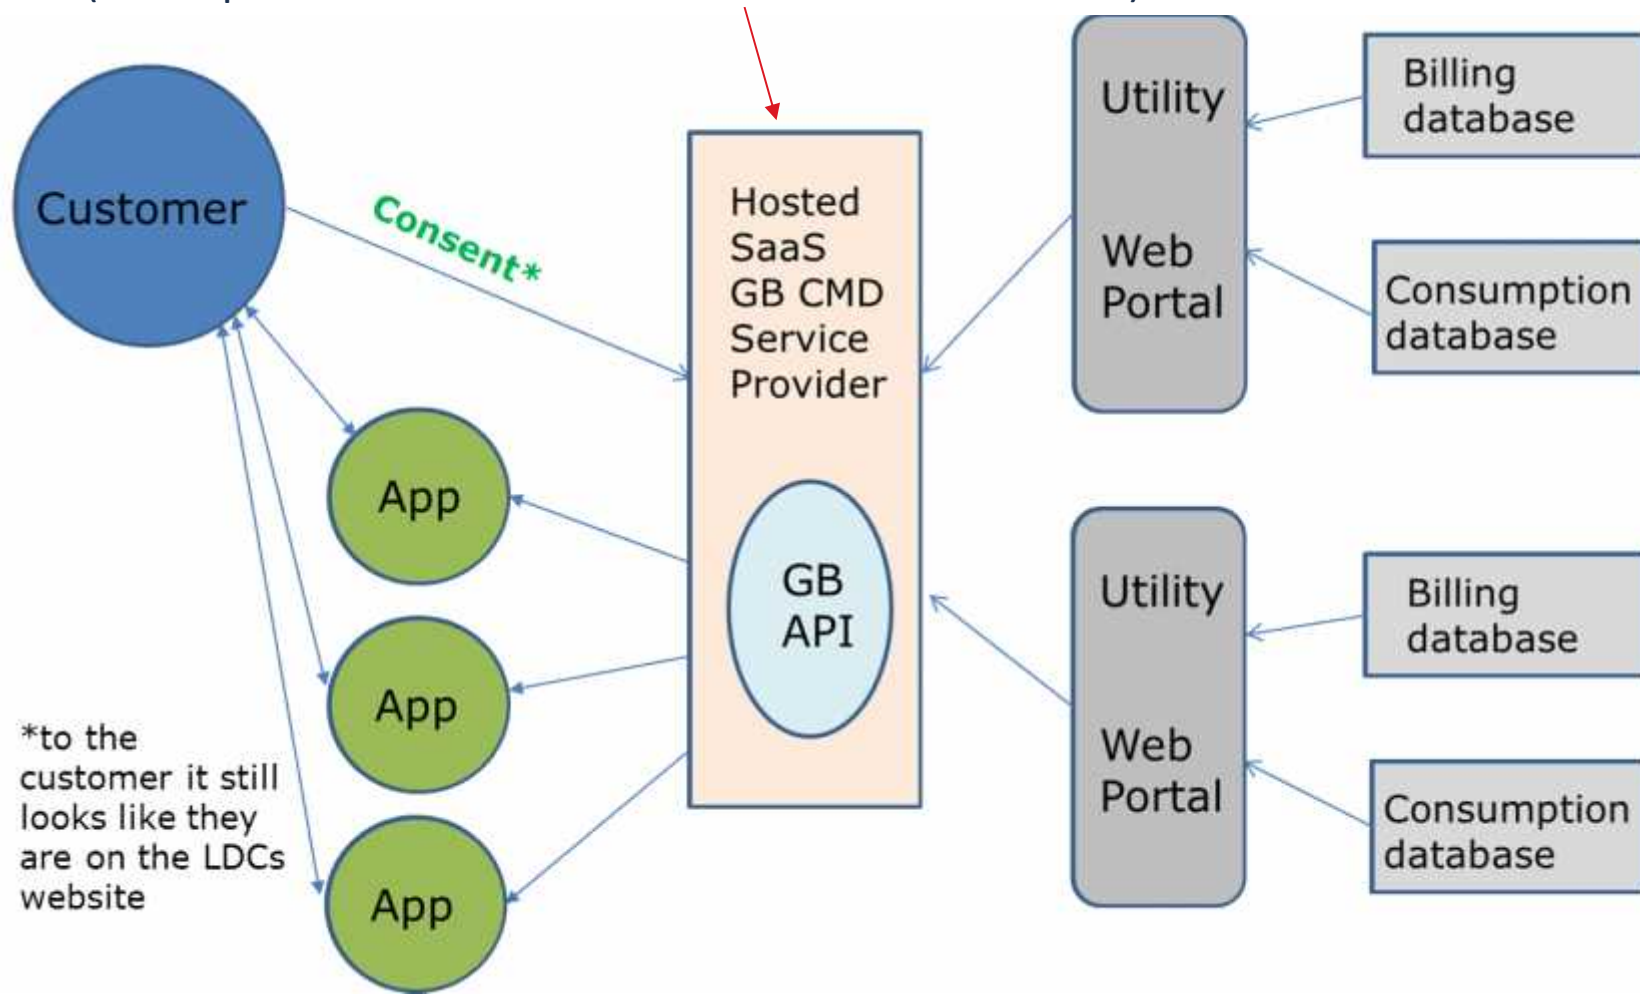 Customer
Consent*
Hosted
SaaS
GB CMD
Service
Provider
GB
API
App
App
App
*to the
customer it still
looks like they
are on the LDCs
website
Utility
Web
Portal
Billing
database
Consumption
database
Utility
Web
Portal
Billing
database
Consumption
database